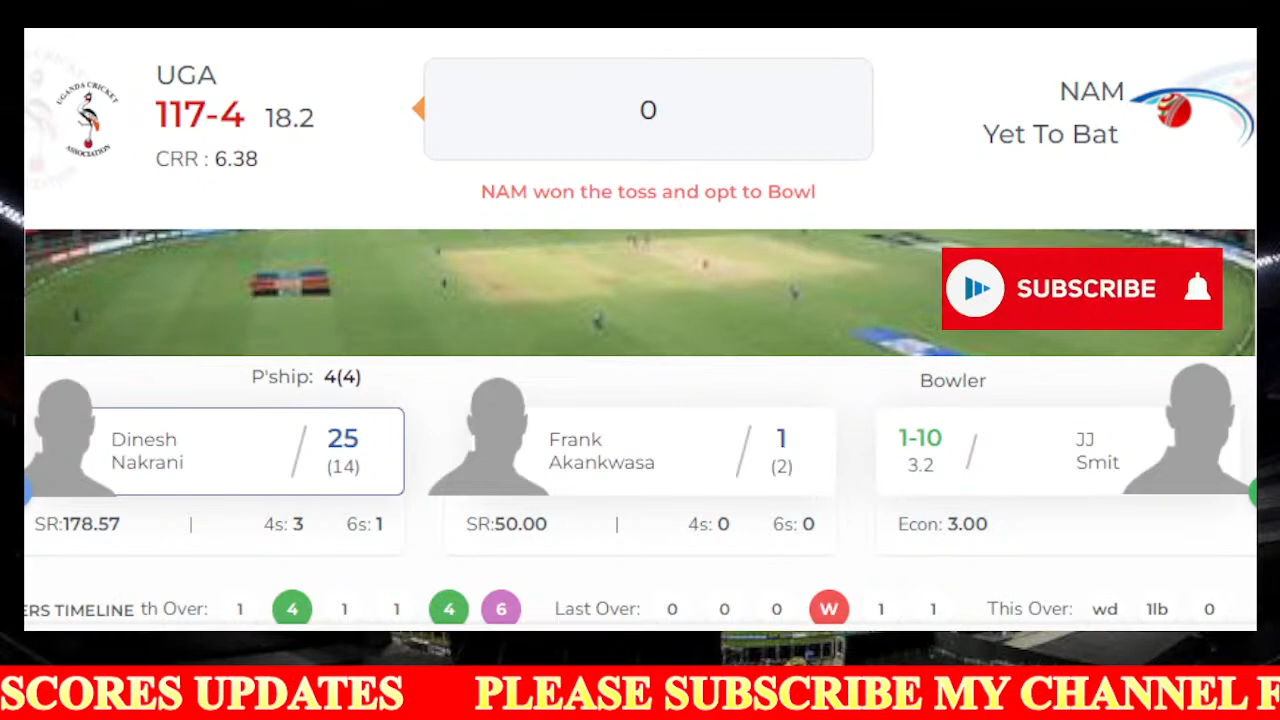 UGA
117-4 18.2
CRR : 6.38
UGANDA CRICKET
ASSOCIATION
0
NAM
Yet To Bat
NAM won the toss and opt to Bowl
SUBSCRIBE
P'ship: 4(4)
Bowler
Dinesh
Nakrani
25
(14)
Frank
Akankwasa
1
(2)
1-10
3.2
JJ
Smit
SR:178.57 | 4s: 3 6s: 1
SR:50.00 | 4s: 0 6s: 0
Econ: 3.00
ERS TIMELINE th Over: 1 4 1 1 4 6 Last Over: 0 0 0 W 1 1 This Over: wd 1lb 0
SCORES UPDATES PLEASE SUBSCRIBE MY CHANNEL F